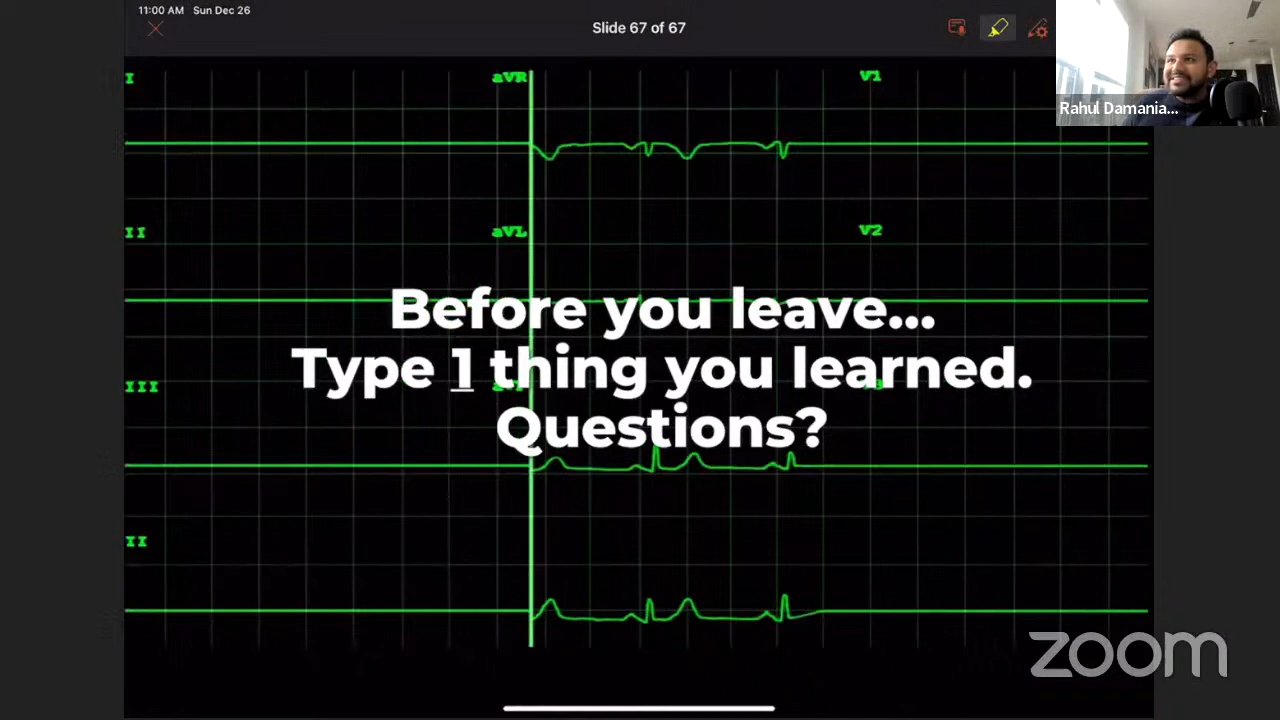 11:00 AM Sun Dec 26
Slide 67 of 67
Rahul Damania...
I
aVR
V1
II
aVL
V2
Before you leave...
Type 1 thing you learned.
III
Questions?
II
zoom